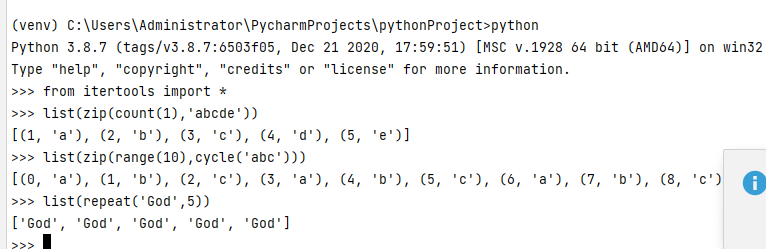 (venv) C:\Users\Administrator\PycharmProjects\pythonProject>python
Python 3.8.7 (tags/v3.8.7:6503f05, Dec 21 2020, 17:59:51) [MSC v.1928 64 bit (AMD64)] on win32
Type "help", "copyright", "credits" or "license" for more information.
>>> from itertools import *
>>> list(zip(count(1),'abcde'))
[(1, 'a'), (2, 'b'), (3, 'c'), (4, 'd'), (5, 'e')]
>>> list(zip(range(10),cycle('abc')))
[(0, 'a'), (1, 'b'), (2, 'c'), (3, 'a'), (4, 'b'), (5, 'c'), (6, 'a'), (7, 'b'), (8, 'c')
>>> list(repeat('God',5))
['God', 'God', 'God', 'God', 'God']
>>>